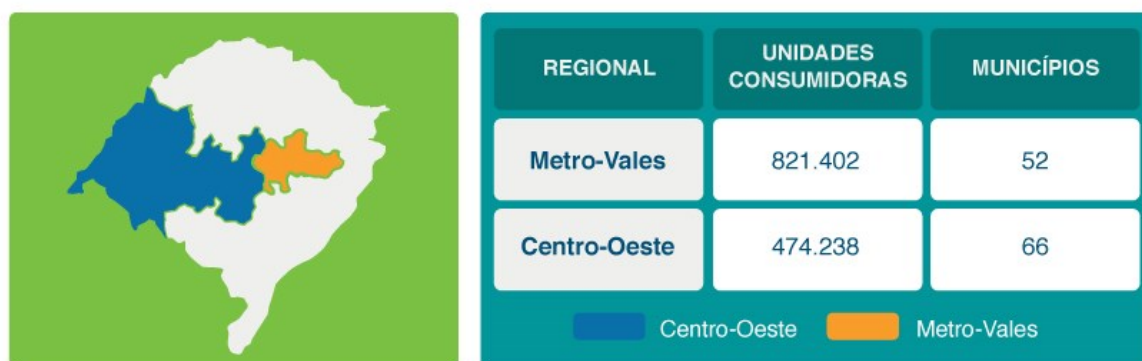 REGIONAL
UNIDADES
CONSUMIDORAS
MUNICÍPIOS
Metro-Vales
821.402
52
Centro-Oeste
474.238
66
Centro-Oeste
Metro-Vales